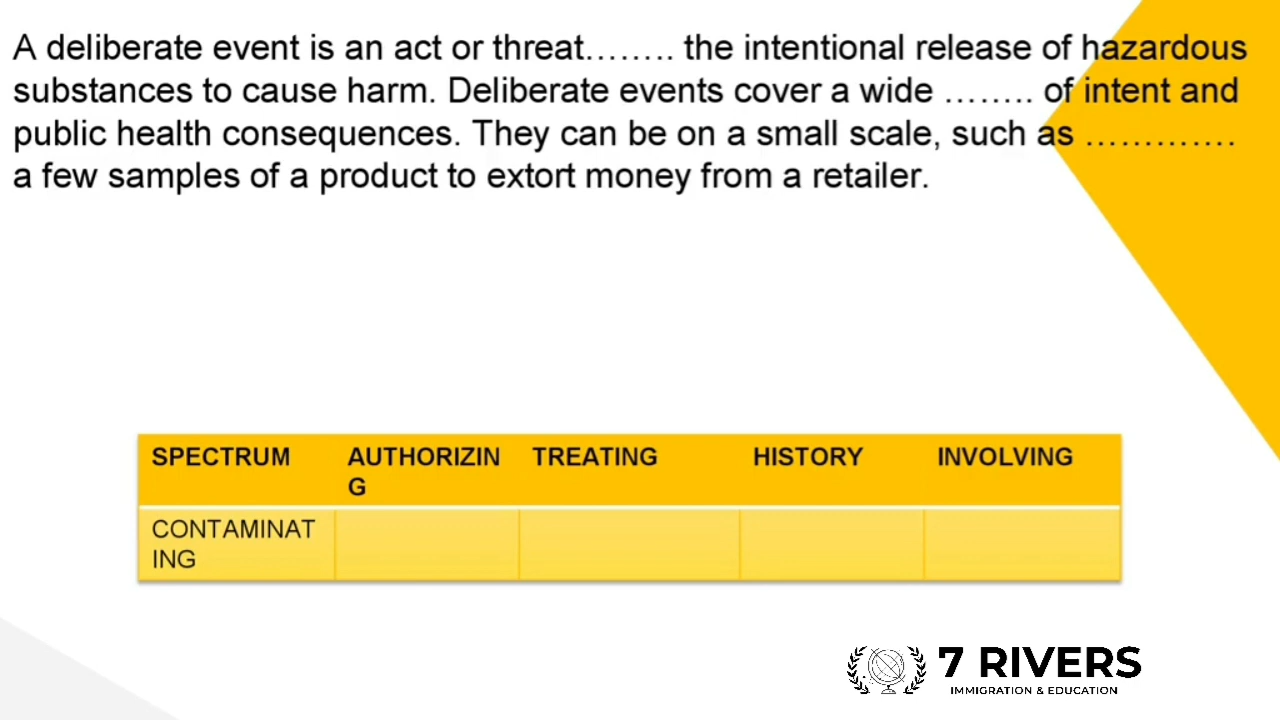 A deliberate event is an act or threat…….. the intentional release of hazardous
substances to cause harm. Deliberate events cover a wide …….. of intent and
public health consequences. They can be on a small scale, such as ………….
a few samples of a product to extort money from a retailer.
SPECTRUM AUTHORIZIN TREATING HISTORY INVOLVING
G
CONTAMINAT
ING
7 RIVERS
IMMIGRATION & EDUCATION